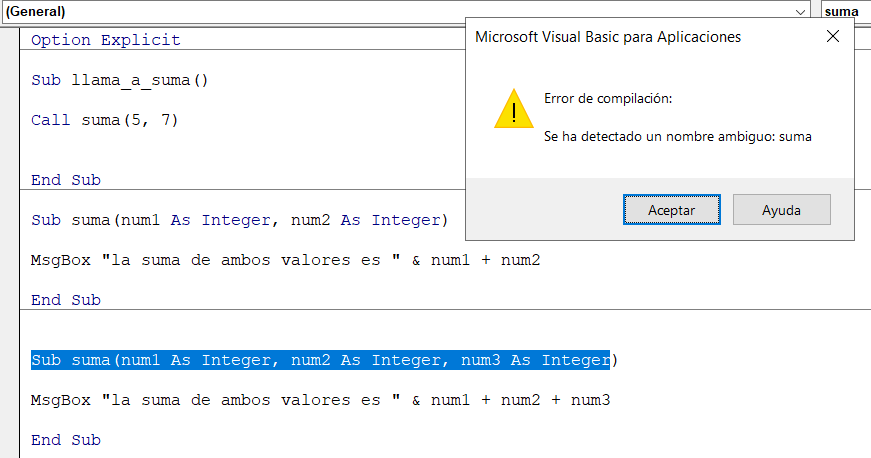 (General)
suma
Option Explicit
Sub llama_a_suma()
Call suma(5, 7)
End Sub
Sub suma(num1 As Integer, num2 As Integer)
MsgBox "la suma de ambos valores es " & num1 + num2
End Sub
Sub suma(num1 As Integer, num2 As Integer, num3 As Integer)
MsgBox "la suma de ambos valores es " & num1 + num2 + num3
End Sub
Microsoft Visual Basic para Aplicaciones
Error de compilación:
Se ha detectado un nombre ambiguo: suma
Aceptar
Ayuda